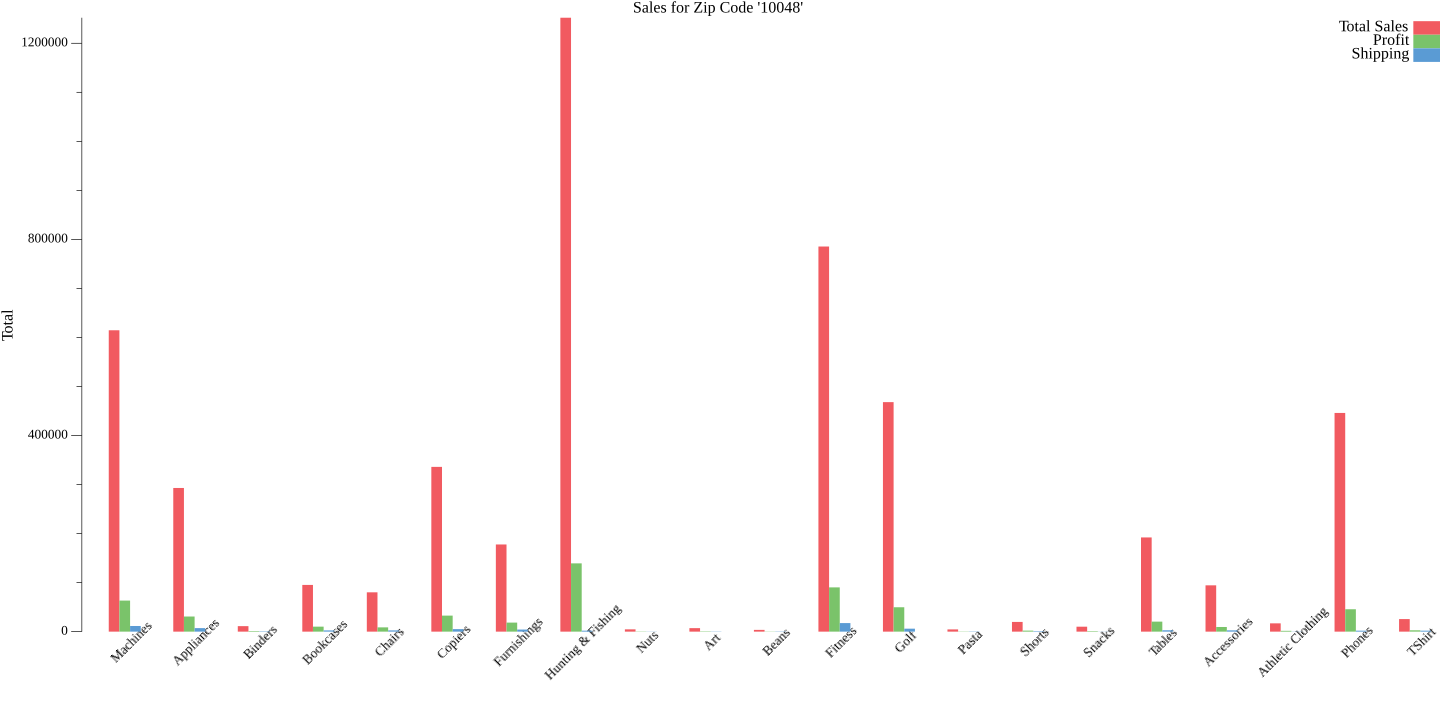 Sales for Zip Code '10048'
Total Sales
Profit
Shipping
1200000
800000
400000
0
Total
Machines
Appliances
Binders
Bookcases
Chairs
Copiers
Furnishings
Hunting & Fishing
Nuts
Art
Beans
Fitness
Golf
Pasta
Shorts
Snacks
Tables
Accessories
Athletic Clothing
Phones
TShirt